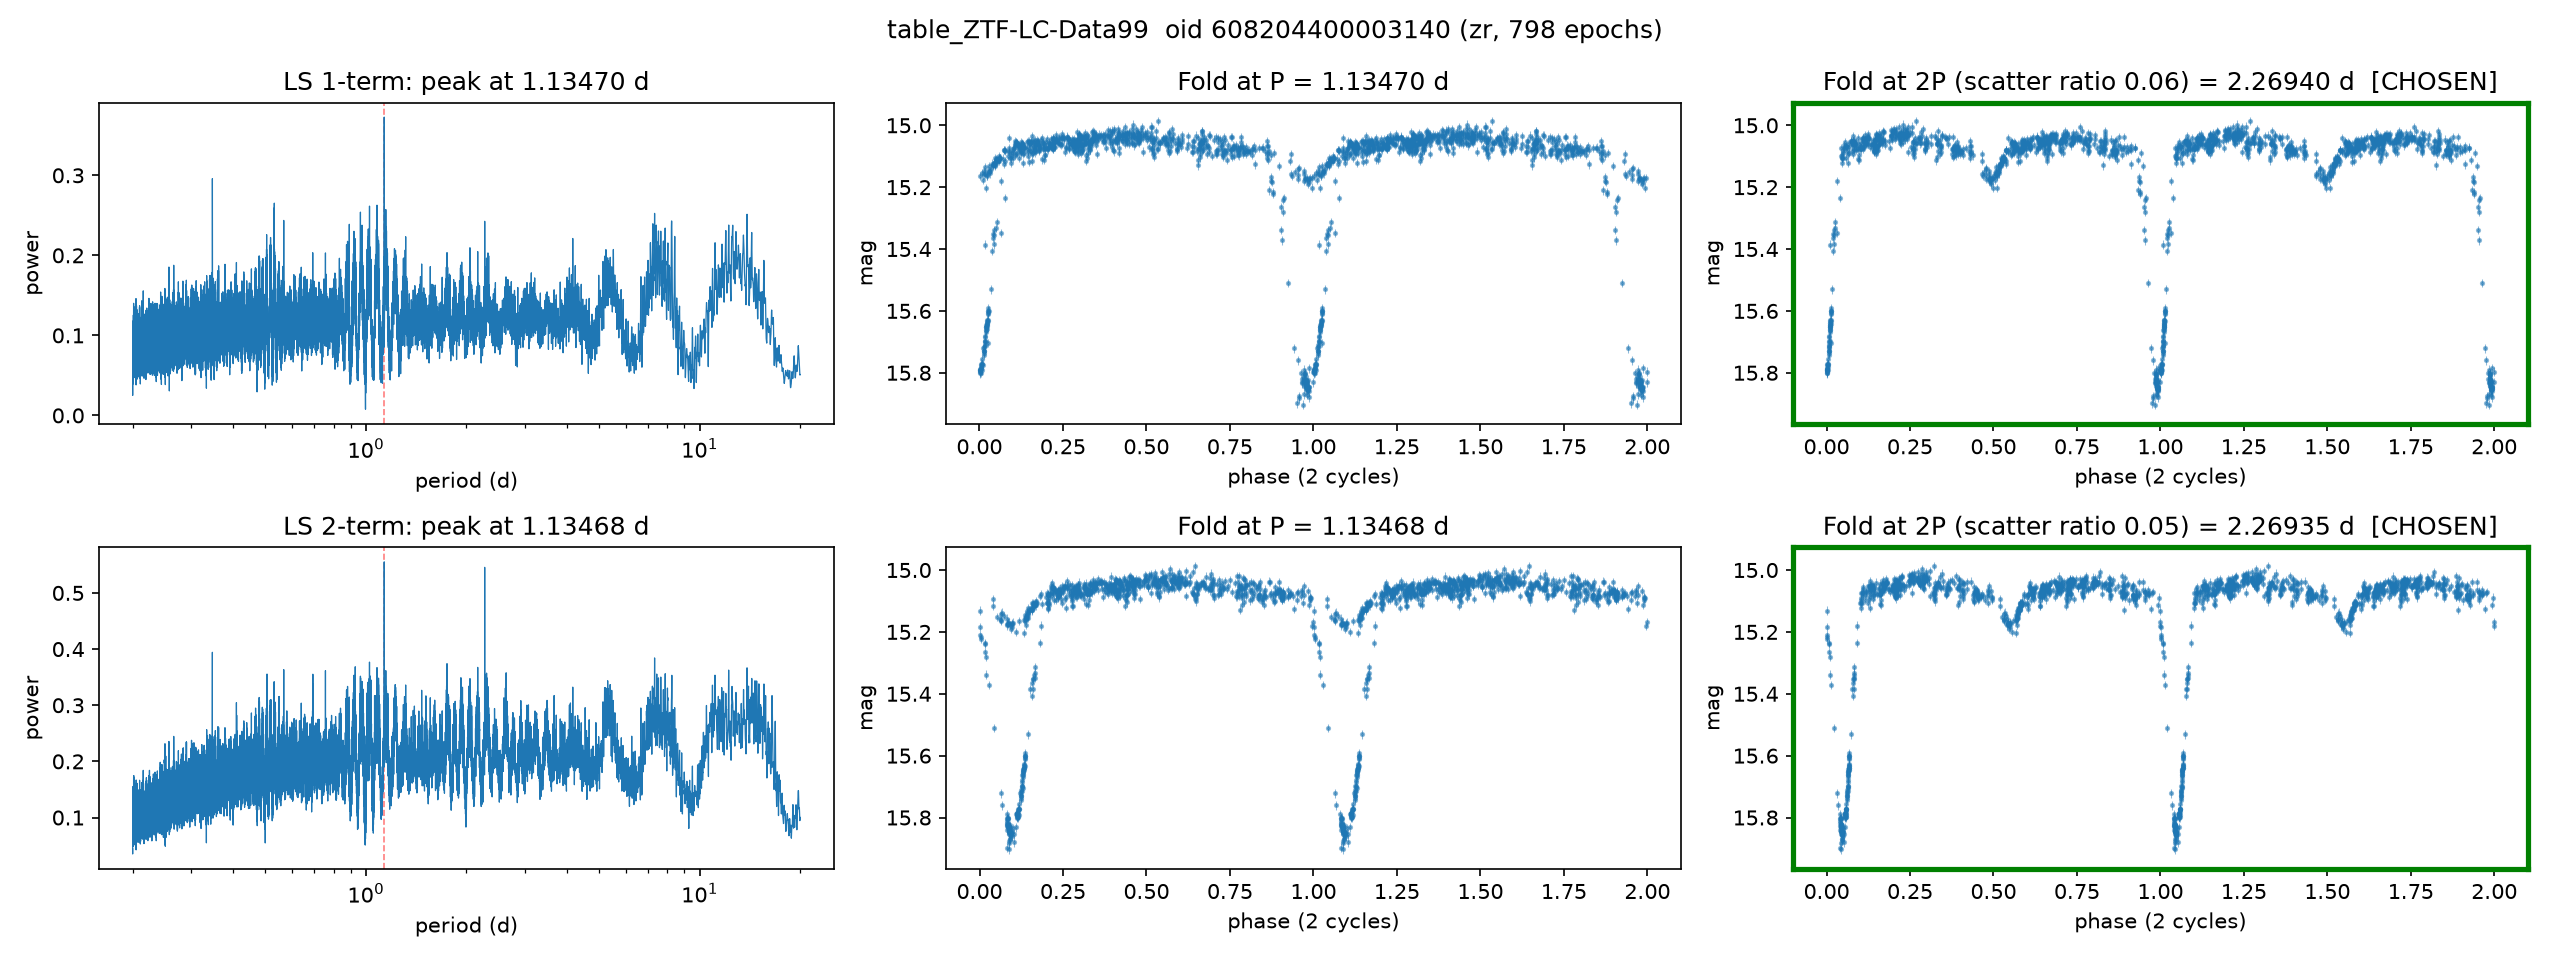 table_ZTF-LC-Data99  oid 608204400003140 (zr, 798 epochs)
LS 1-term: peak at 1.13470 d
power
0.3
0.2
0.1
0.0
10⁰
10¹
period (d)
Fold at P = 1.13470 d
mag
15.0
15.2
15.4
15.6
15.8
0.00 0.25 0.50 0.75 1.00 1.25 1.50 1.75 2.00
phase (2 cycles)
Fold at 2P (scatter ratio 0.06) = 2.26940 d  [CHOSEN]
mag
15.0
15.2
15.4
15.6
15.8
0.00 0.25 0.50 0.75 1.00 1.25 1.50 1.75 2.00
phase (2 cycles)
LS 2-term: peak at 1.13468 d
power
0.5
0.4
0.3
0.2
0.1
10⁰
10¹
period (d)
Fold at P = 1.13468 d
mag
15.0
15.2
15.4
15.6
15.8
0.00 0.25 0.50 0.75 1.00 1.25 1.50 1.75 2.00
phase (2 cycles)
Fold at 2P (scatter ratio 0.05) = 2.26935 d  [CHOSEN]
mag
15.0
15.2
15.4
15.6
15.8
0.00 0.25 0.50 0.75 1.00 1.25 1.50 1.75 2.00
phase (2 cycles)